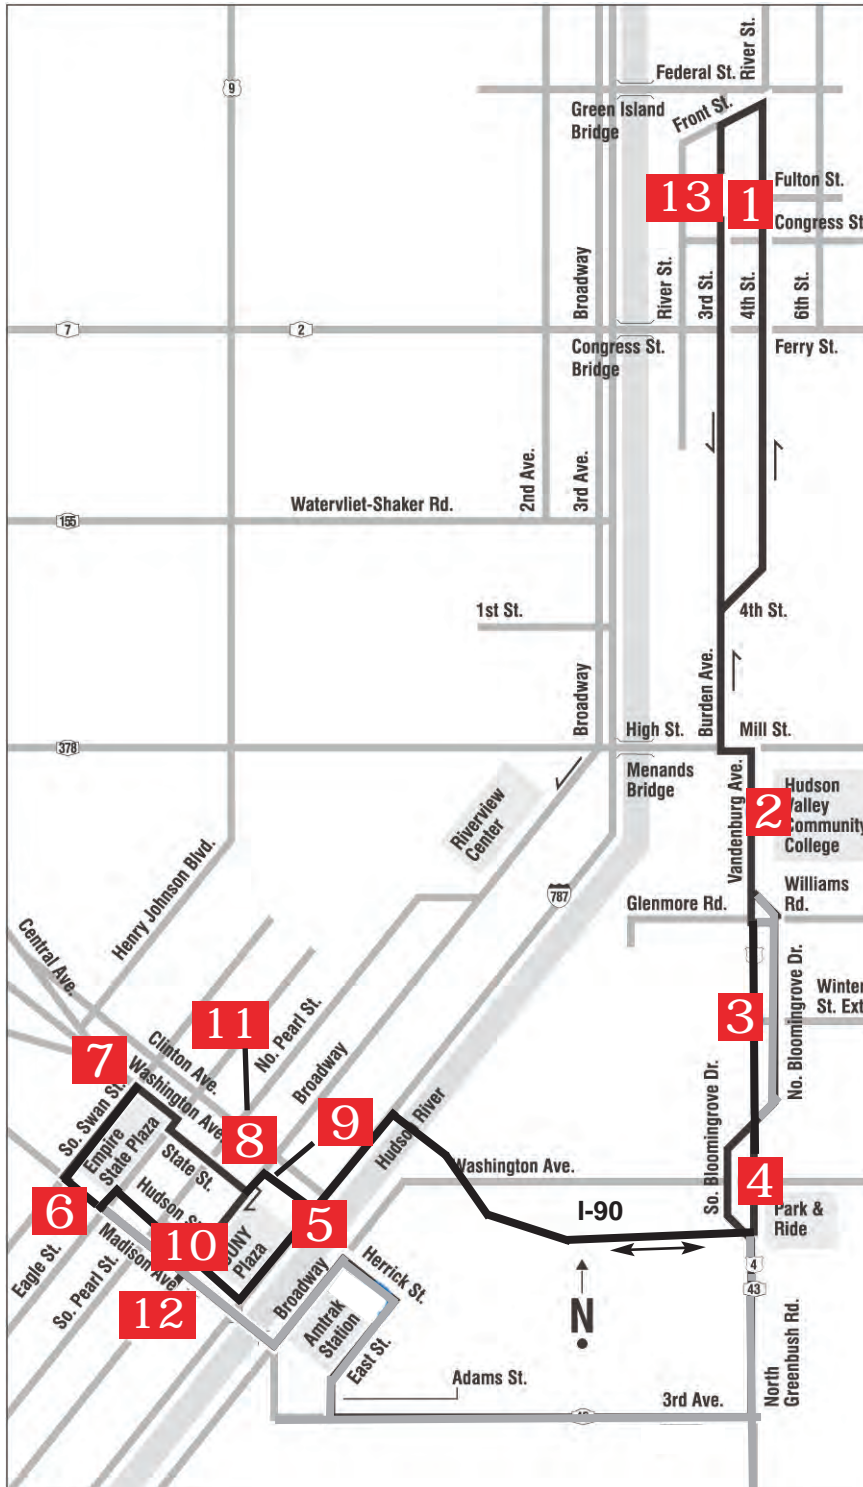 River St.
Federal St.
9
Front St.
Green Island
Bridge
13
1
Fulton St.
Congress St
Broadway
River St.
3rd St.
4th St.
6th St.
7
2
Congress St.
Bridge
Ferry St.
2nd Ave.
3rd Ave.
Watervliet-Shaker Rd.
155
1st St.
4th St.
Broadway
Burden Ave.
High St.
Mill St.
378
Menands
Bridge
Vandenburg Ave.
2
Hudson
Valley
Community
College
Riverview
Center
Henry Johnson Blvd.
787
Glenmore Rd.
Williams
Rd.
Central Ave.
No. Bloomingrove Dr.
Winter
St. Ext
3
11
No. Pearl St.
Clinton Ave.
7
Washington Ave.
Broadway
So. Swan St.
8
9
Hudson River
So. Bloomingrove Dr.
Empire
State Plaza
State St.
Washington Ave.
4
Park &
Ride
6
Hudson St.
5
I-90
10
SUNY
Plaza
Eagle St.
Madison Ave.
So. Pearl St.
12
Broadway
Herrick St.
4
43
Amtrak
Station
N
East St.
Adams St.
3rd Ave.
North
Greenbush Rd.